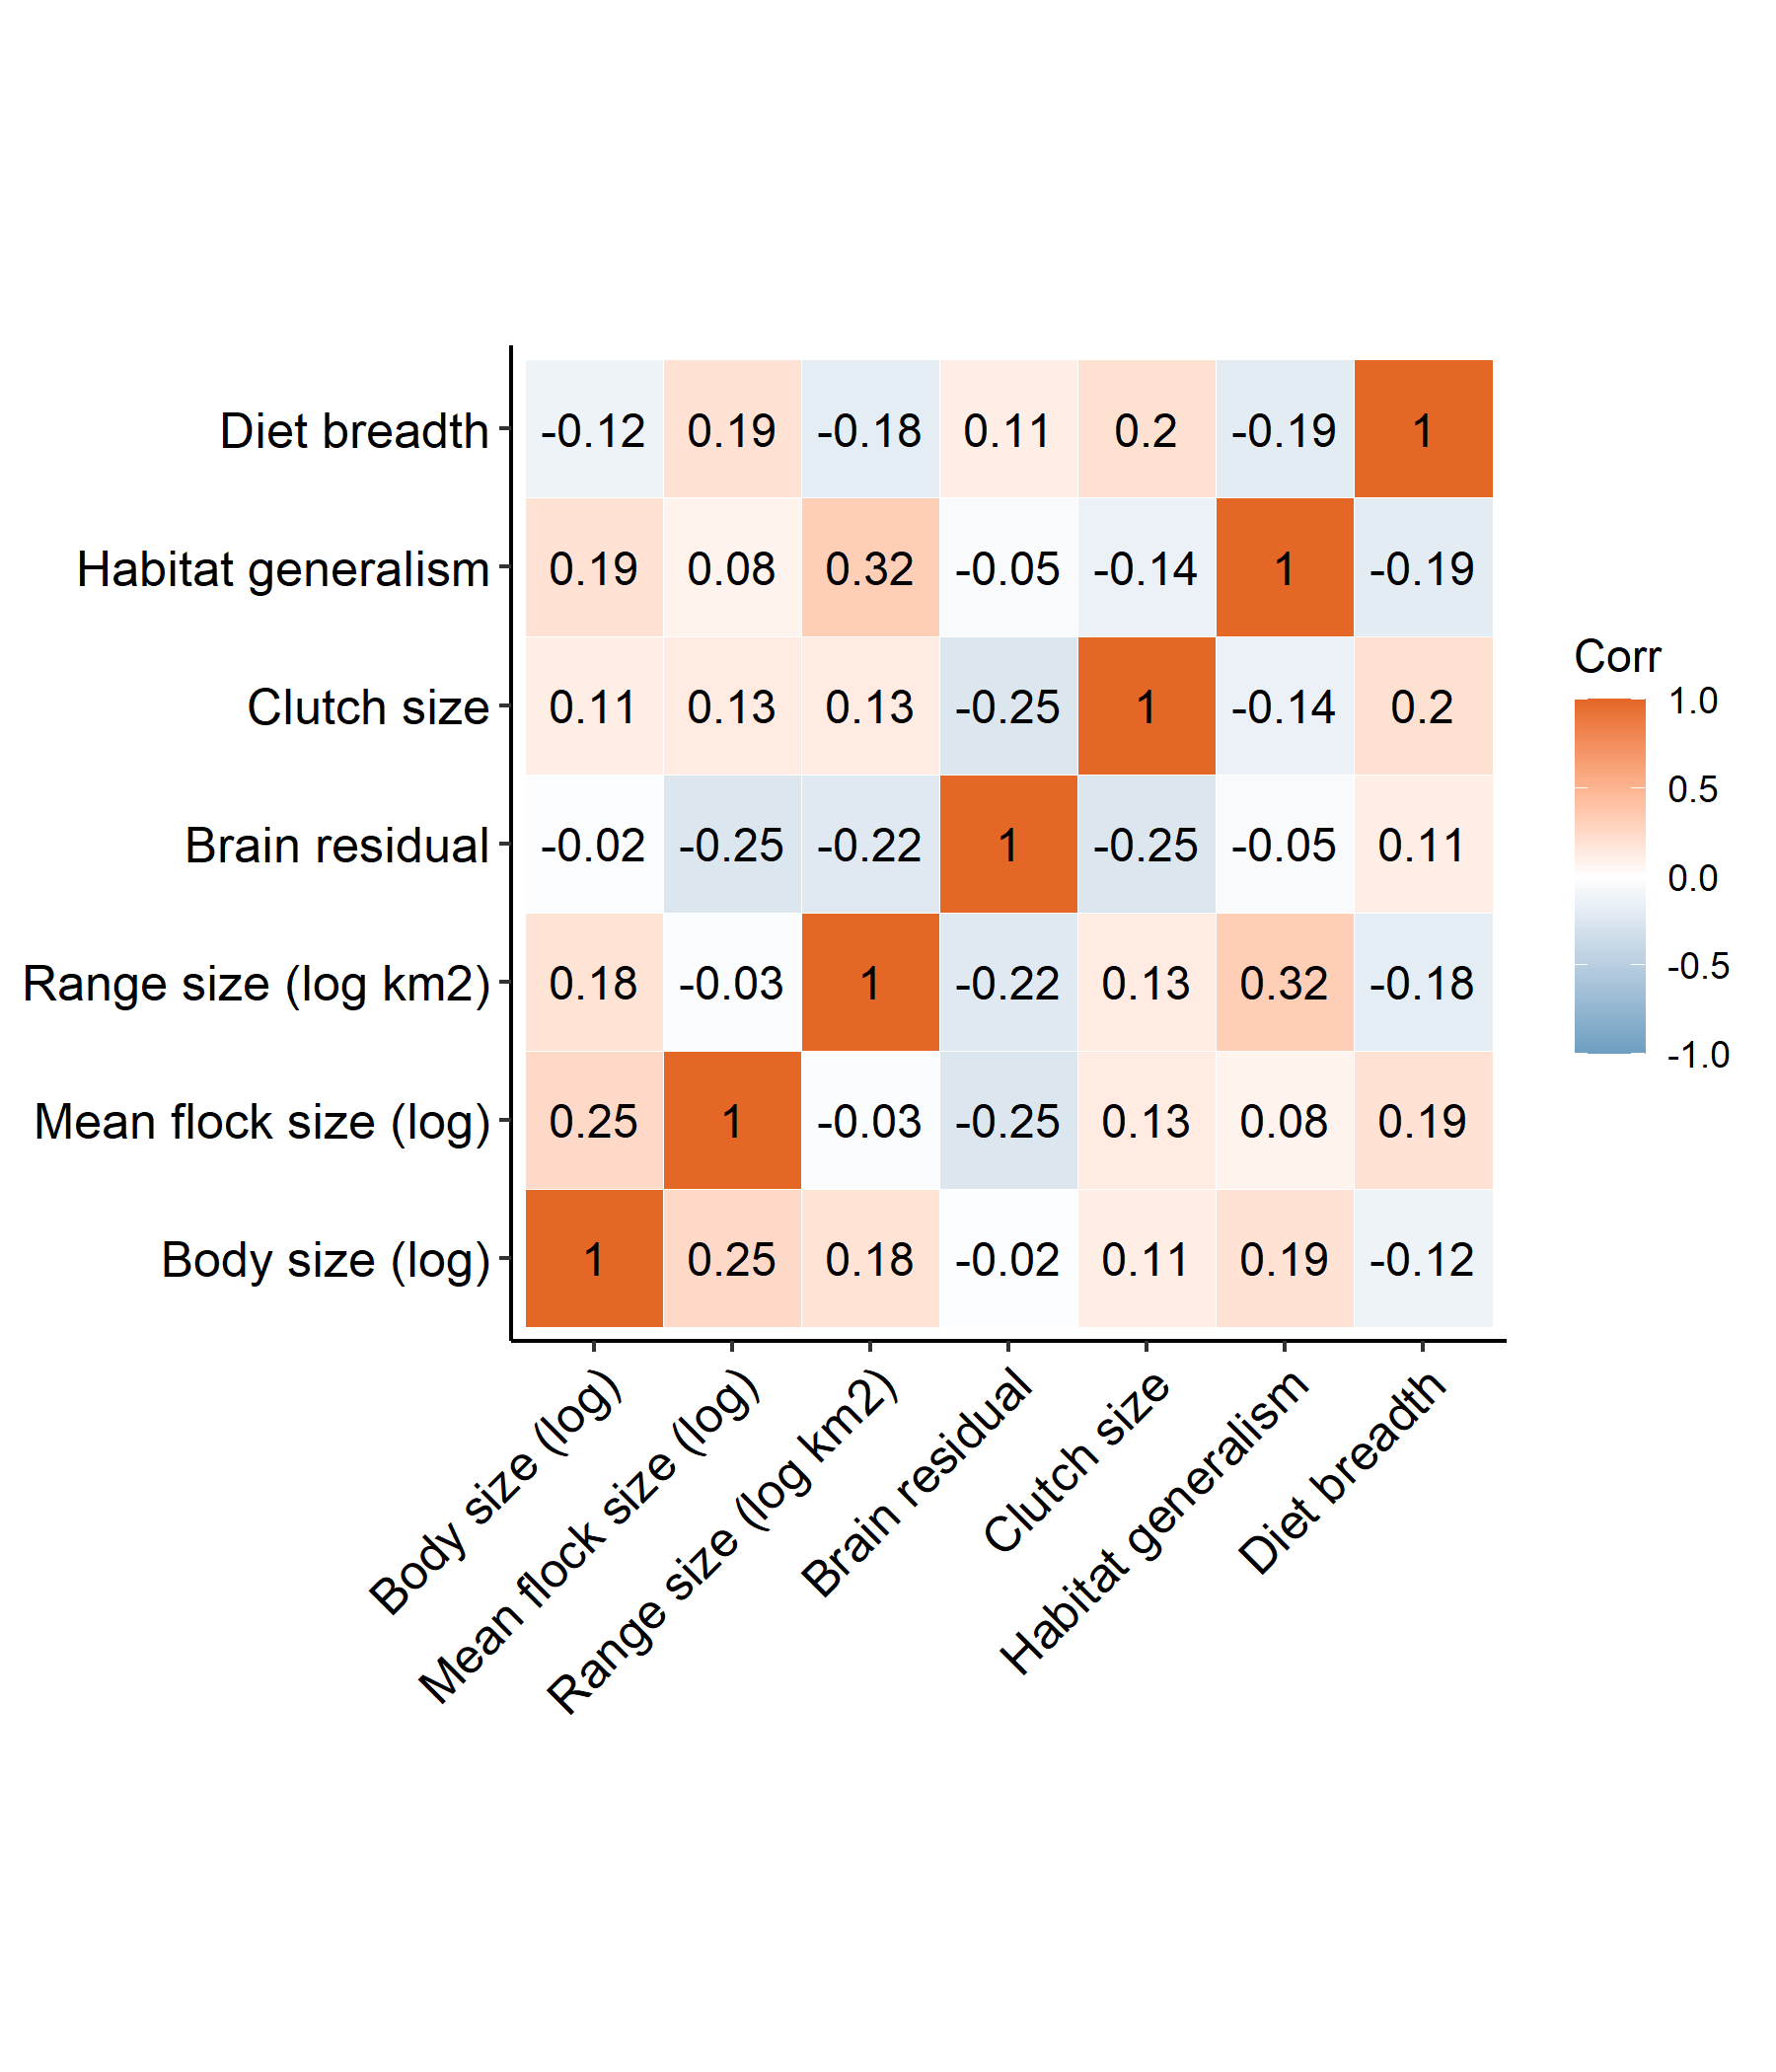 Diet breadth -0.12 0.19 -0.18 0.11 0.2 -0.19 1
Habitat generalism 0.19 0.08 0.32 -0.05 -0.14 1 -0.19
Clutch size 0.11 0.13 0.13 -0.25 1 -0.14 0.2
Brain residual -0.02 -0.25 -0.22 1 -0.25 -0.05 0.11
Range size (log km2) 0.18 -0.03 1 -0.22 0.13 0.32 -0.18
Mean flock size (log) 0.25 1 -0.03 -0.25 0.13 0.08 0.19
Body size (log) 1 0.25 0.18 -0.02 0.11 0.19 -0.12
Body size (log)
Mean flock size (log)
Range size (log km2)
Brain residual
Clutch size
Habitat generalism
Diet breadth
Corr
1.0
0.5
0.0
-0.5
-1.0